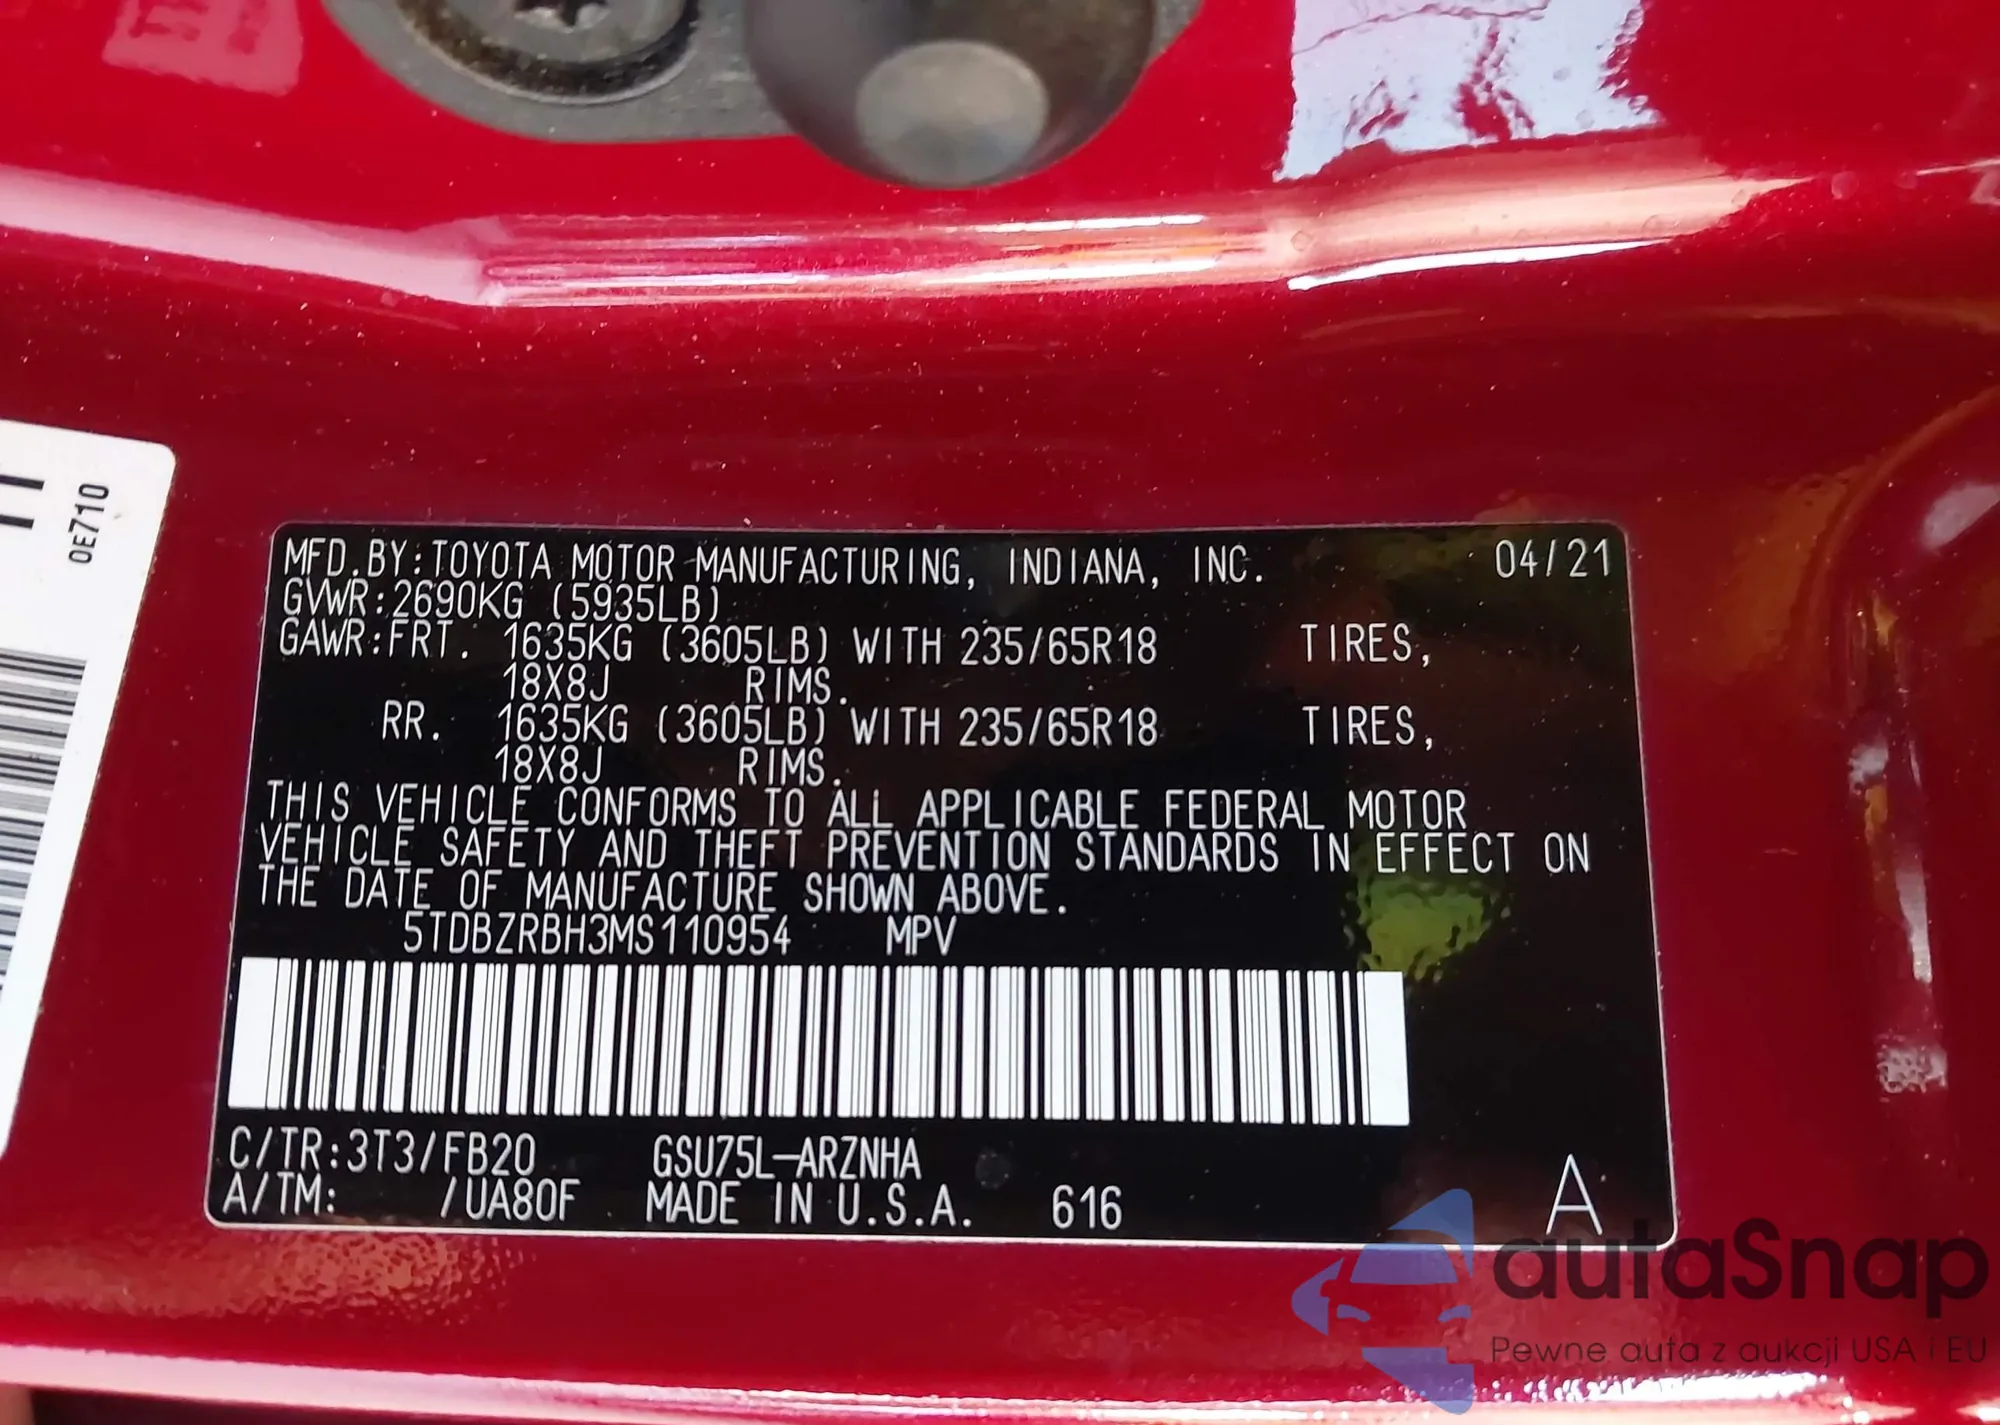 0E710
MFD.BY:TOYOTA MOTOR MANUFACTURING, INDIANA, INC. 04/21
GVWR:2690KG (5935LB)
GAWR:FRT. 1635KG (3605LB) WITH 235/65R18 TIRES,
18X8J RIMS.
RR. 1635KG (3605LB) WITH 235/65R18 TIRES,
18X8J RIMS.
THIS VEHICLE CONFORMS TO ALL APPLICABLE FEDERAL MOTOR
VEHICLE SAFETY AND THEFT PREVENTION STANDARDS IN EFFECT ON
THE DATE OF MANUFACTURE SHOWN ABOVE.
5TDBZRBH3MS110954 MPV
C/TR:3T3/FB20 GSU75L-ARZNHA
A/TM: /UA80F MADE IN U.S.A. 616 A
autaSnap
Pewne auta z aukcji USA i EU